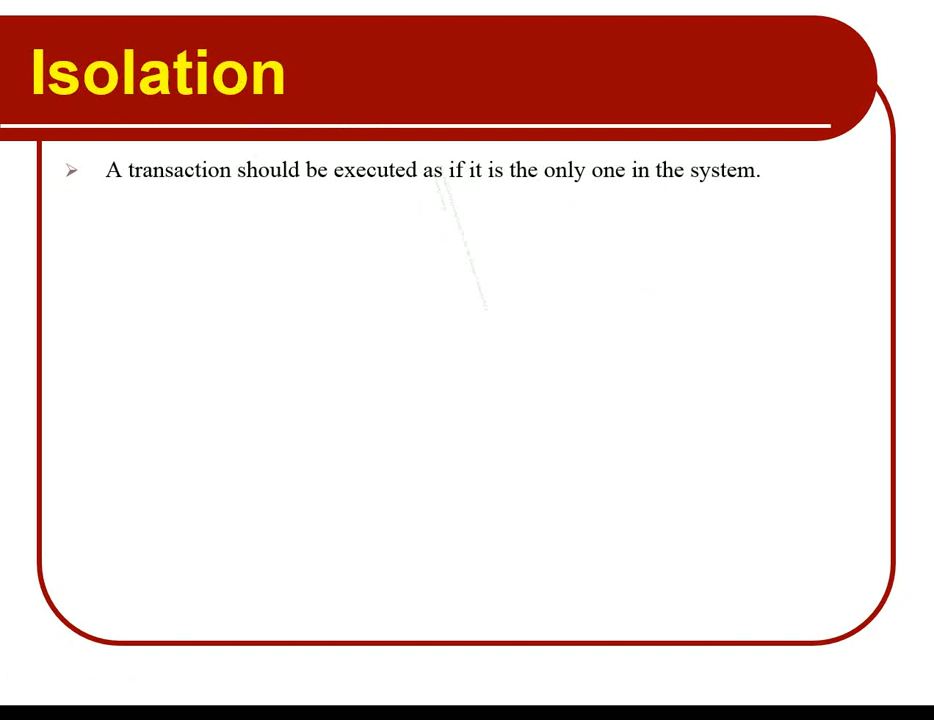 Isolation
A transaction should be executed as if it is the only one in the system.